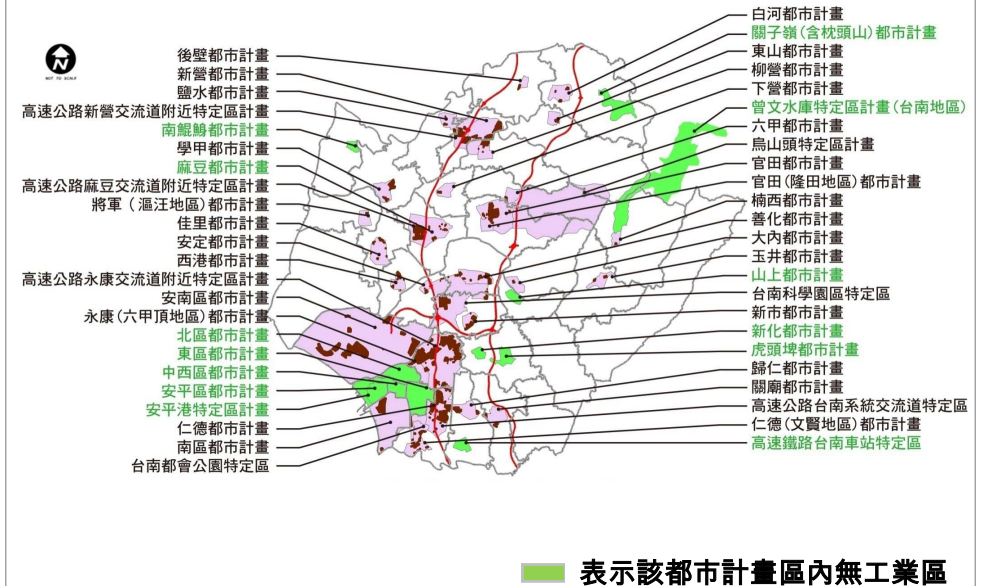 N
NOT TO SCALE
後壁都市計畫
新營都市計畫
鹽水都市計畫
高速公路新營交流道附近特定區計畫
南鯤鯓都市計畫
學甲都市計畫
麻豆都市計畫
高速公路麻豆交流道附近特定區計畫
將軍（漚汪地區）都市計畫
佳里都市計畫
安定都市計畫
西港都市計畫
高速公路永康交流道附近特定區計畫
安南區都市計畫
永康(六甲頂地區)都市計畫
北區都市計畫
東區都市計畫
中西區都市計畫
安平區都市計畫
安平港特定區計畫
仁德都市計畫
南區都市計畫
台南都會公園特定區
白河都市計畫
關子嶺(含枕頭山)都市計畫
東山都市計畫
柳營都市計畫
下營都市計畫
曾文水庫特定區計畫(台南地區)
六甲都市計畫
烏山頭特定區計畫
官田都市計畫
官田(隆田地區)都市計畫
楠西都市計畫
善化都市計畫
大內都市計畫
玉井都市計畫
山上都市計畫
台南科學園區特定區
新市都市計畫
新化都市計畫
虎頭埤都市計畫
歸仁都市計畫
關廟都市計畫
高速公路台南系統交流道特定區
仁德(文賢地區)都市計畫
高速鐵路台南車站特定區
表示該都市計畫區內無工業區